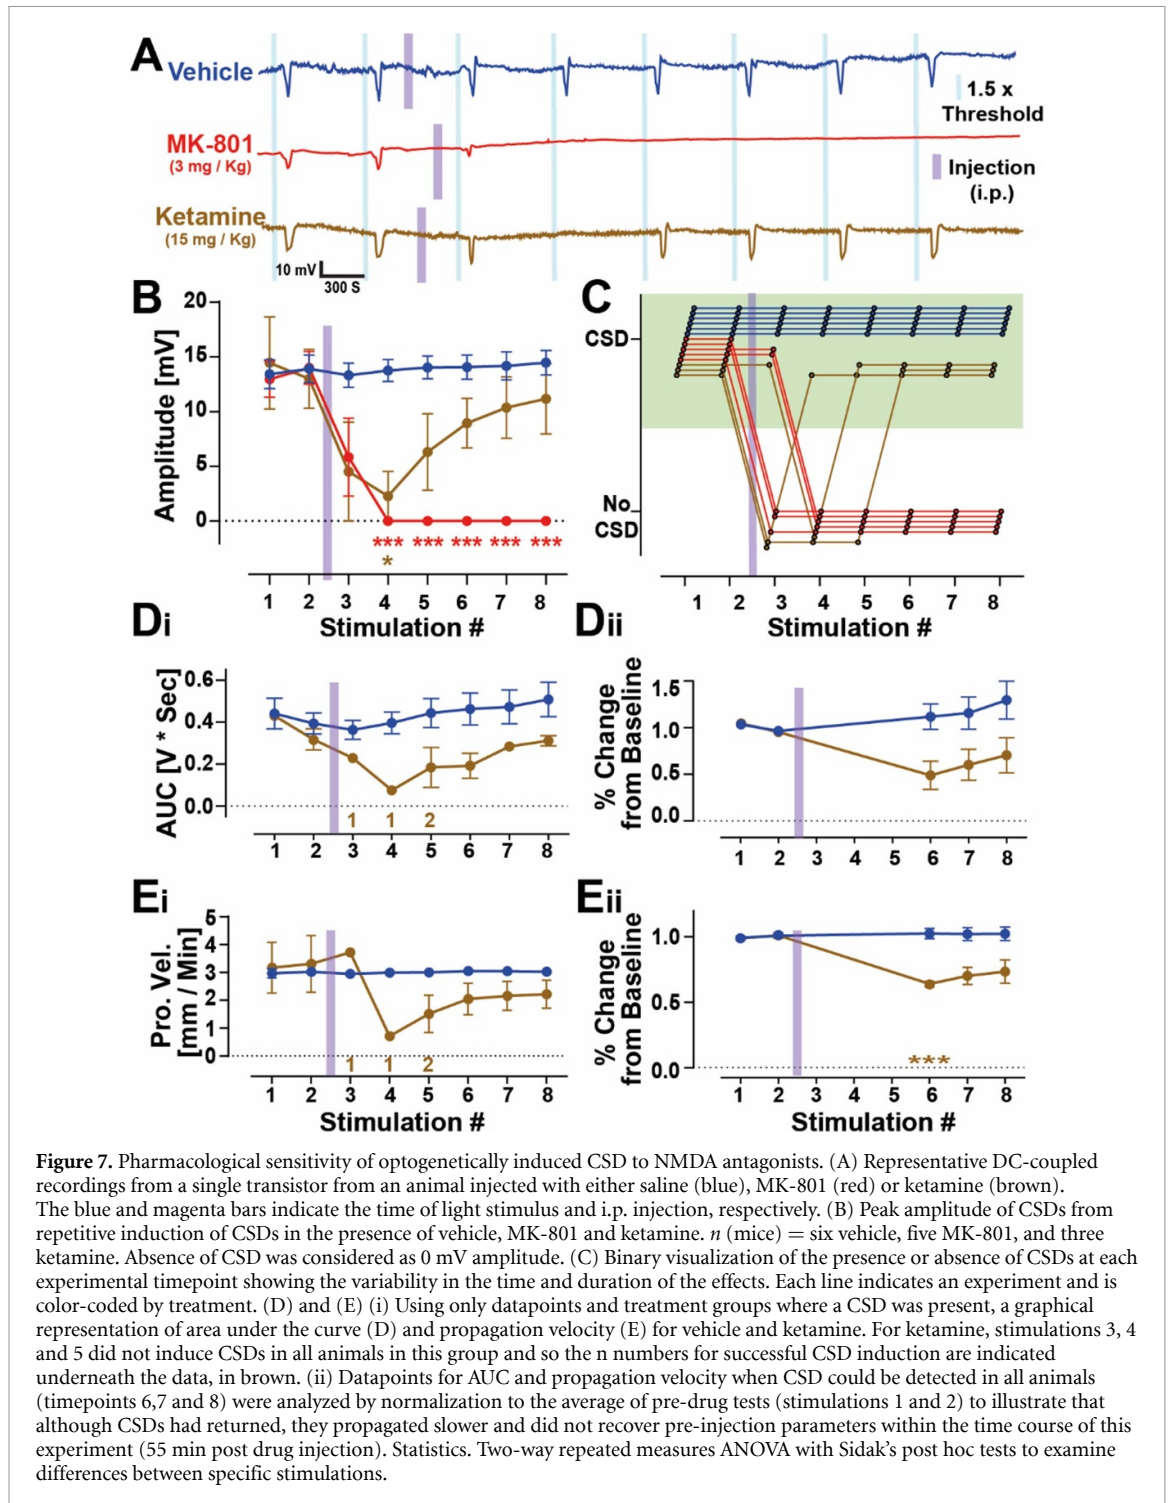 A
Vehicle
1.5 x
Threshold
MK-801
(3 mg / Kg)
Injection
(i.p.)
Ketamine
(15 mg / Kg)
10 mV
300 S
B
Amplitude [mV]
20
15
10
5
0
*** *** *** *** ***
*
1 2 3 4 5 6 7 8
Stimulation #
C
CSD
No
CSD
1 2 3 4 5 6 7 8
Stimulation #
Di
AUC [V * Sec]
0.6
0.4
0.2
0.0
1 1 2
1 2 3 4 5 6 7 8
Dii
% Change
from Baseline
1.5
1.0
0.5
0.0
1 2 3 4 5 6 7 8
Ei
Pro. Vel.
[mm / Min]
5
4
3
2
1
0
1 1 2
1 2 3 4 5 6 7 8
Stimulation #
Eii
% Change
from Baseline
1.0
0.5
0.0
***
1 2 3 4 5 6 7 8
Stimulation #
Figure 7. Pharmacological sensitivity of optogenetically induced CSD to NMDA antagonists. (A) Representative DC-coupled
recordings from a single transistor from an animal injected with either saline (blue), MK-801 (red) or ketamine (brown).
The blue and magenta bars indicate the time of light stimulus and i.p. injection, respectively. (B) Peak amplitude of CSDs from
repetitive induction of CSDs in the presence of vehicle, MK-801 and ketamine. n (mice) = six vehicle, five MK-801, and three
ketamine. Absence of CSD was considered as 0 mV amplitude. (C) Binary visualization of the presence or absence of CSDs at each
experimental timepoint showing the variability in the time and duration of the effects. Each line indicates an experiment and is
color-coded by treatment. (D) and (E) (i) Using only datapoints and treatment groups where a CSD was present, a graphical
representation of area under the curve (D) and propagation velocity (E) for vehicle and ketamine. For ketamine, stimulations 3, 4
and 5 did not induce CSDs in all animals in this group and so the n numbers for successful CSD induction are indicated
underneath the data, in brown. (ii) Datapoints for AUC and propagation velocity when CSD could be detected in all animals
(timepoints 6,7 and 8) were analyzed by normalization to the average of pre-drug tests (stimulations 1 and 2) to illustrate that
although CSDs had returned, they propagated slower and did not recover pre-injection parameters within the time course of this
experiment (55 min post drug injection). Statistics. Two-way repeated measures ANOVA with Sidak's post hoc tests to examine
differences between specific stimulations.